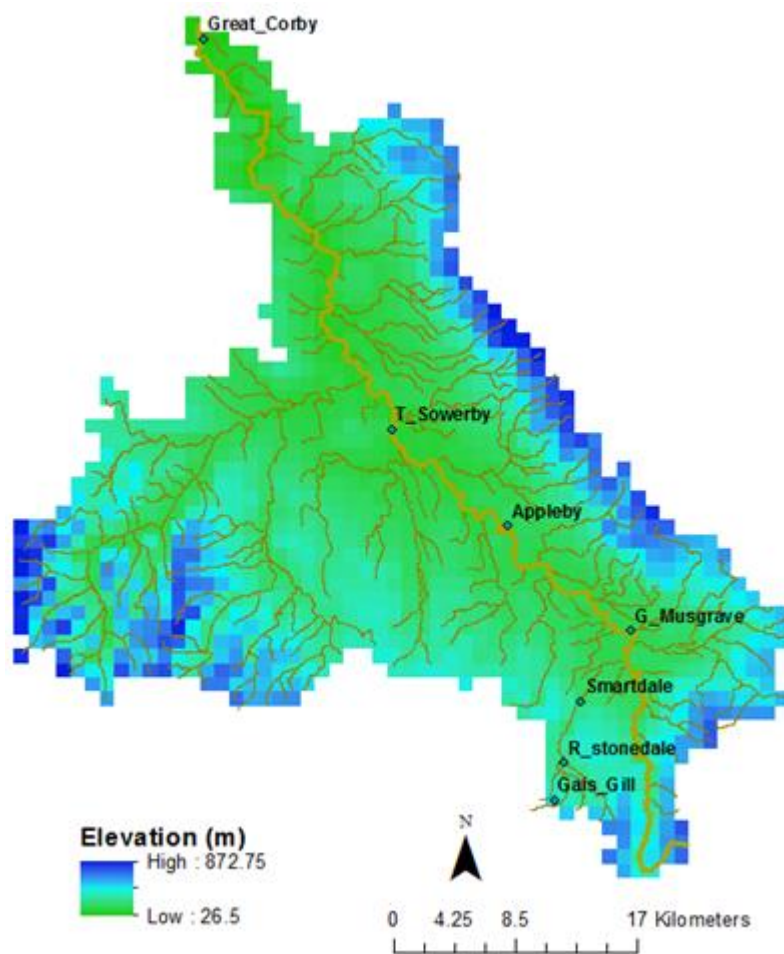 Great_Corby
T_Sowerby
Appleby
G_Musgrave
Smartdale
R_stonedale
Gais_Gill
N
Elevation (m)
High : 872.75
Low : 26.5
0 4.25 8.5 17 Kilometers